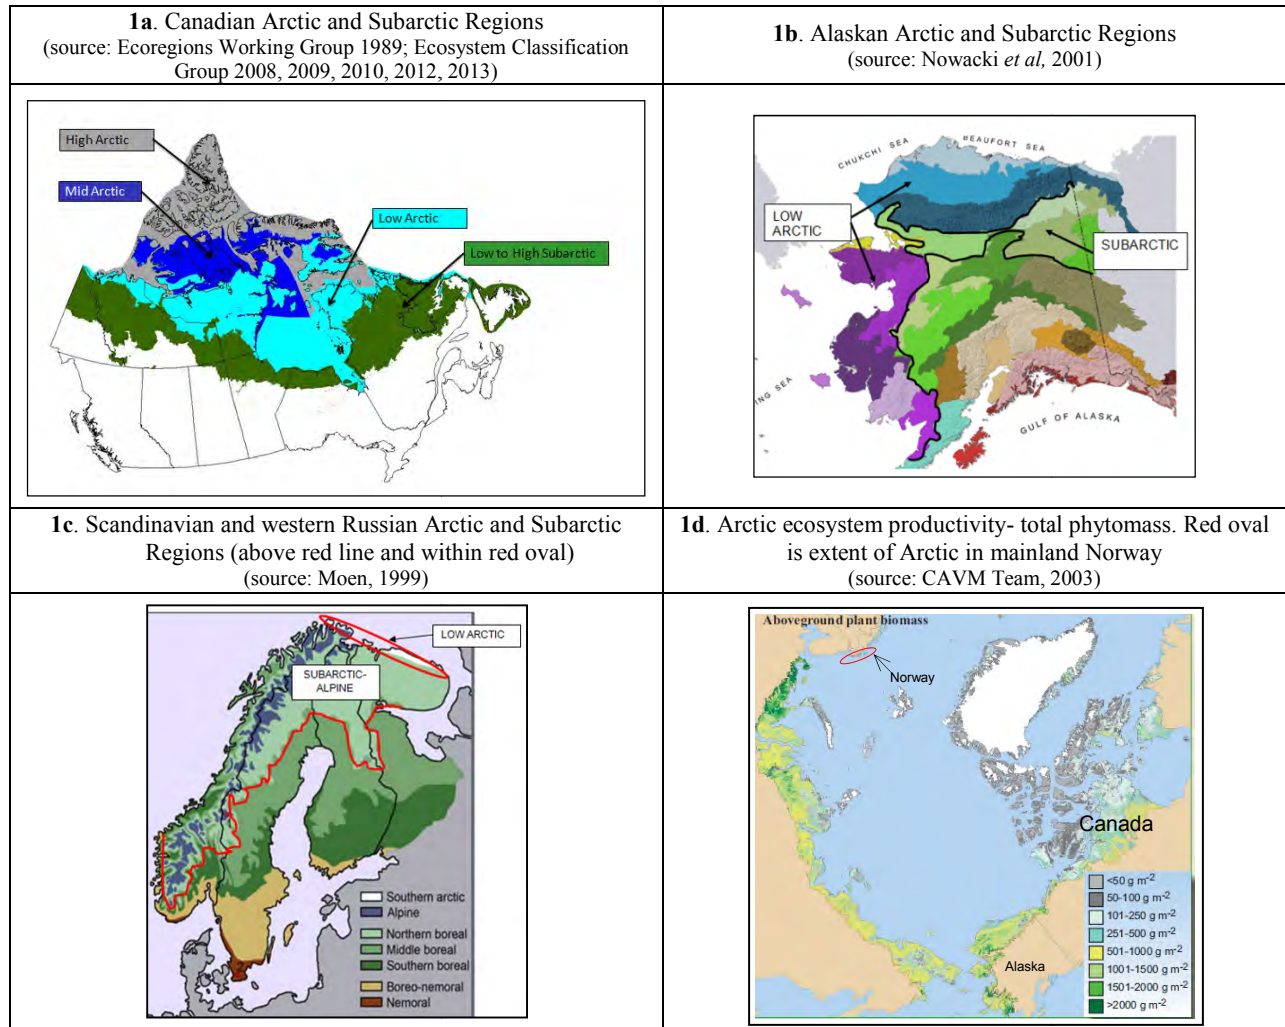 1a. Canadian Arctic and Subarctic Regions
(source: Ecoregions Working Group 1989; Ecosystem Classification
Group 2008, 2009, 2010, 2012, 2013)
1b. Alaskan Arctic and Subarctic Regions
(source: Nowacki et al, 2001)
High Arctic
Mid Arctic
Low Arctic
Low to High Subarctic
CHUKCHI SEA
BEAUFORT SEA
LOW
ARCTIC
SUBARCTIC
ING SEA
GULF OF ALASKA
1c. Scandinavian and western Russian Arctic and Subarctic
Regions (above red line and within red oval)
(source: Moen, 1999)
1d. Arctic ecosystem productivity- total phytomass. Red oval
is extent of Arctic in mainland Norway
(source: CAVM Team, 2003)
LOW ARCTIC
SUBARCTIC-
ALPINE
Southern arctic
Alpine
Northern boreal
Middle boreal
Southern boreal
Boreo-nemoral
Nemoral
Aboveground plant biomass
Norway
Canada
Alaska
<50 g m-2
50-100 g m-2
101-250 g m-2
251-500 g m-2
501-1000 g m-2
1001-1500 g m-2
1501-2000 g m-2
>2000 g m-2